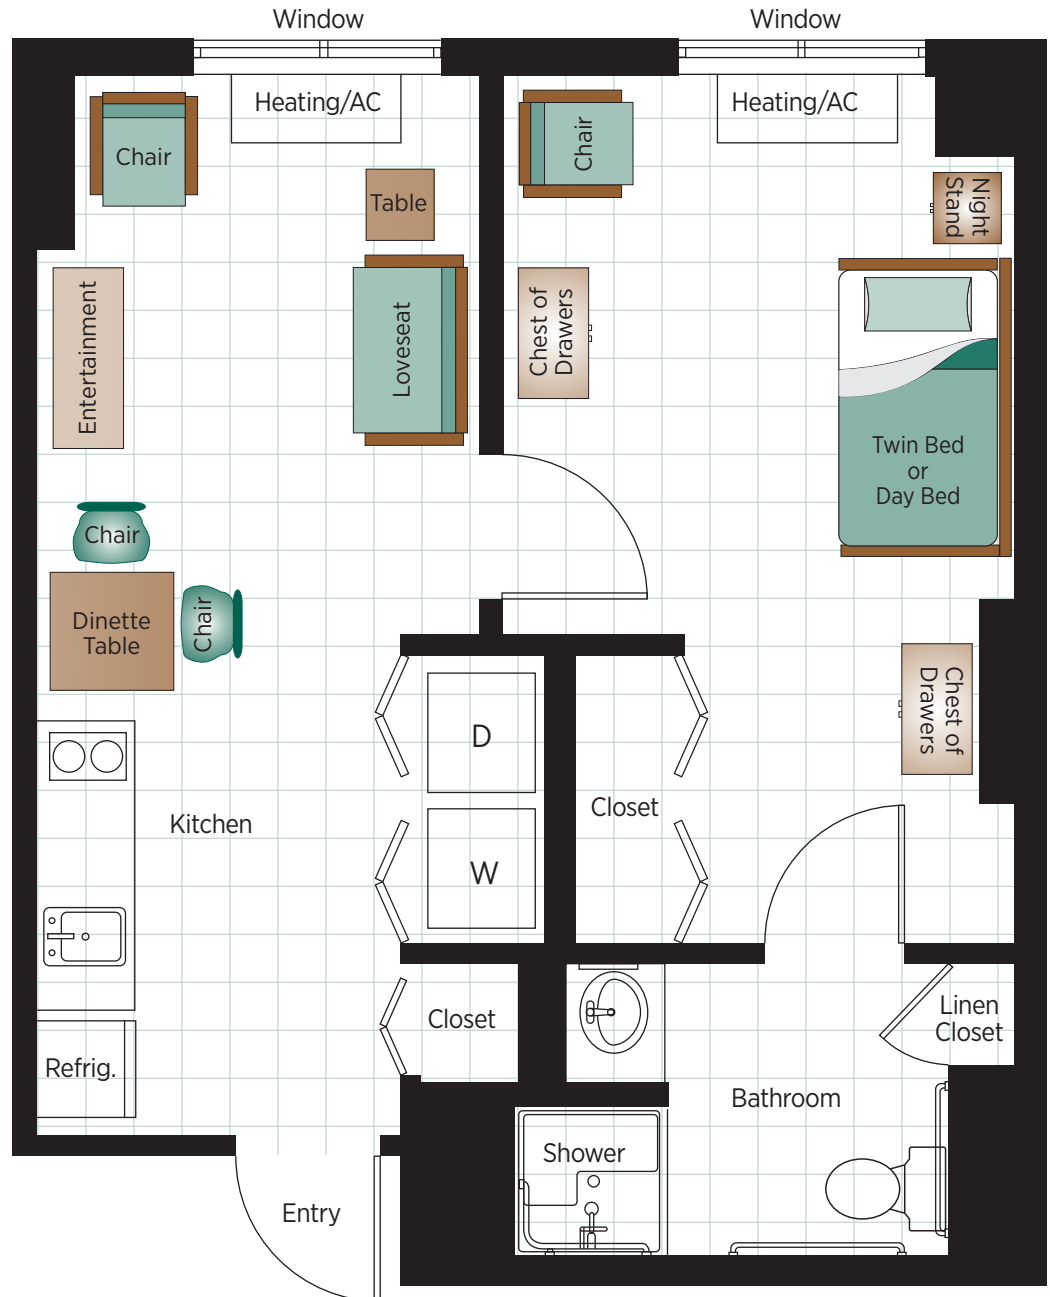 Window
Window
Heating/AC
Heating/AC
Chair
Chair
Table
Night
Stand
Entertainment
Loveseat
Chest of
Drawers
Twin Bed
or
Day Bed
Chair
Dinette
Table
Chair
Chest of
Drawers
D
Closet
Kitchen
W
Closet
Linen
Closet
Refrig.
Bathroom
Shower
Entry